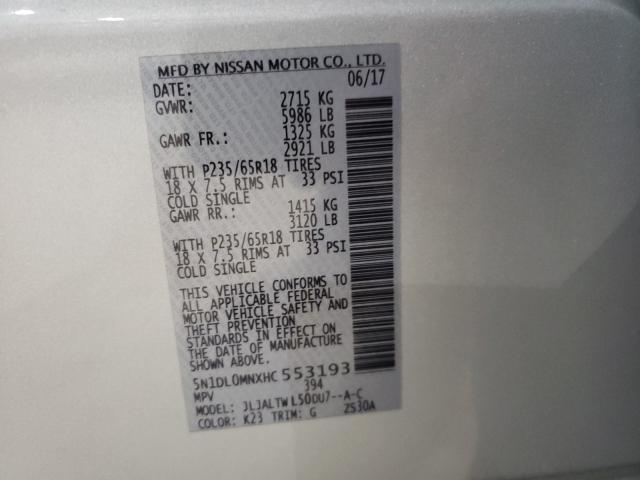 MFD BY NISSAN MOTOR CO., LTD.
DATE: 06/17
GVWR: 2715 KG
5986 LB
GAWR FR.: 1325 KG
2921 LB
WITH P235/65R18 TIRES
18 X 7.5 RIMS AT 33 PSI
COLD SINGLE
GAWR RR.: 1415 KG
3120 LB
WITH P235/65R18 TIRES
18 X 7.5 RIMS AT 33 PSI
COLD SINGLE
THIS VEHICLE CONFORMS TO
ALL APPLICABLE FEDERAL
MOTOR VEHICLE SAFETY AND
THEFT PREVENTION
STANDARDS IN EFFECT ON
THE DATE OF MANUFACTURE
SHOWN ABOVE.
5N1DL0MNXHC 553193
MPV 394
MODEL: JLJALTW L50DU7--A-C
COLOR: K23 TRIM: G 2S30A